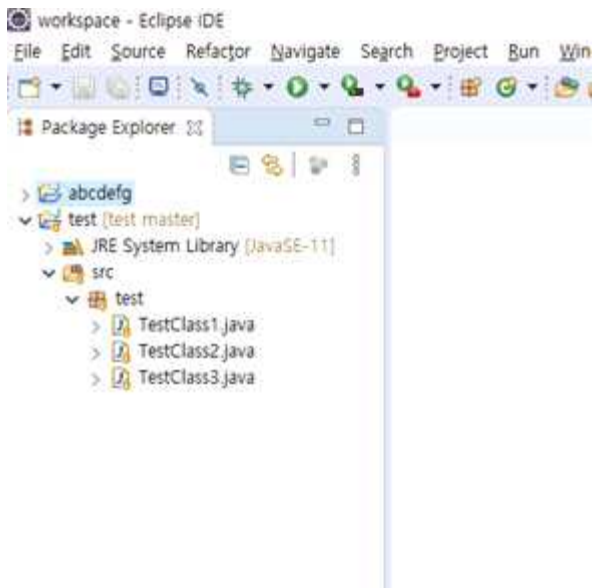 workspace - Eclipse IDE
File Edit Source Refactor Navigate Search Project Run
Package Explorer
abcdefg
test [test master]
JRE System Library [JavaSE-11]
src
test
TestClass1.java
TestClass2.java
TestClass3.java